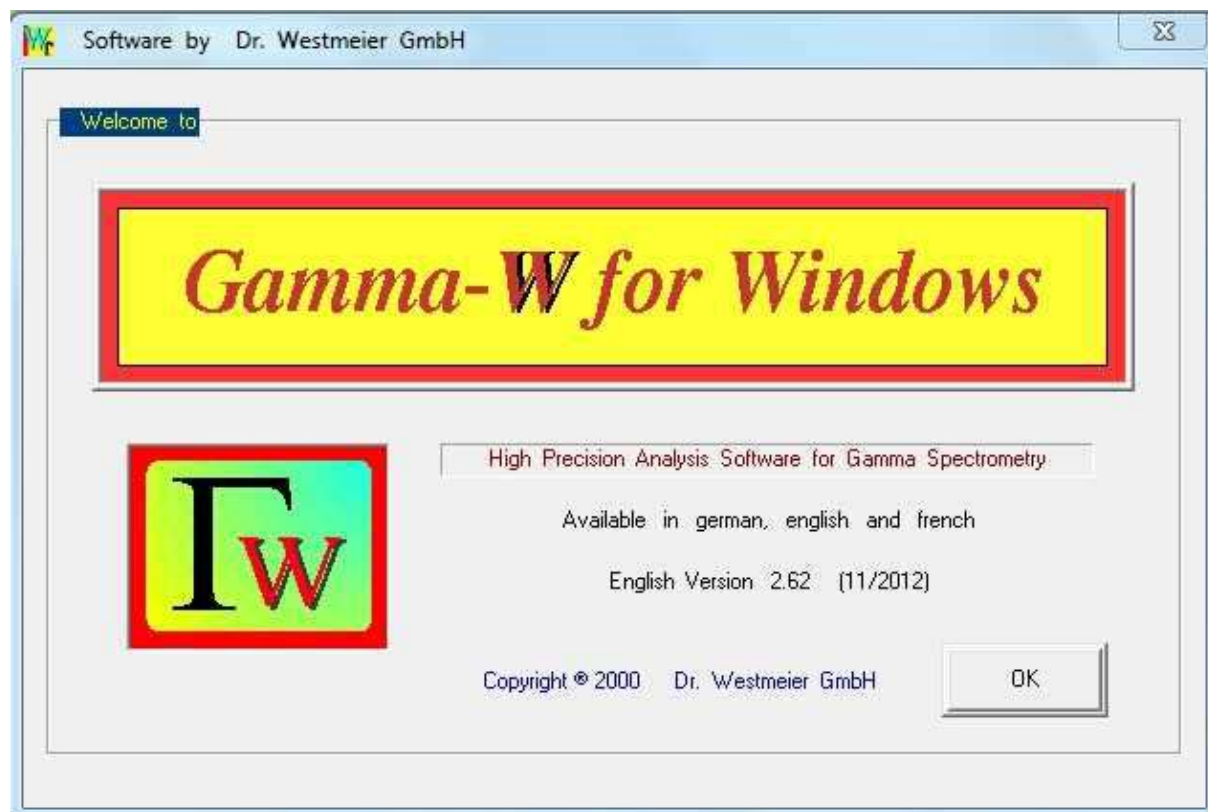 Software by Dr. Westmeier GmbH
Welcome to
Gamma-W for Windows
High Precision Analysis Software for Gamma Spectrometry
Γw
Available in german, english and french
English Version 2.62 (11/2012)
Copyright ® 2000 Dr. Westmeier GmbH
OK